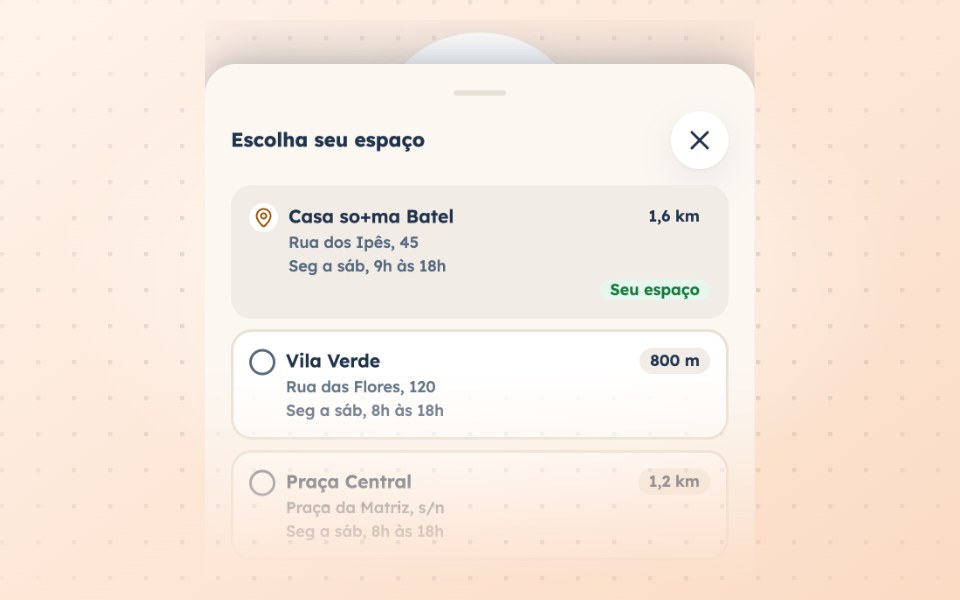 Escolha seu espaço
Casa so+ma Batel
1,6 km
Rua dos Ipês, 45
Seg a sáb, 9h às 18h
Seu espaço
Vila Verde
800 m
Rua das Flores, 120
Seg a sáb, 8h às 18h
Praça Central
1,2 km
Praça da Matriz, s/n
Seg a sáb, 8h às 18h